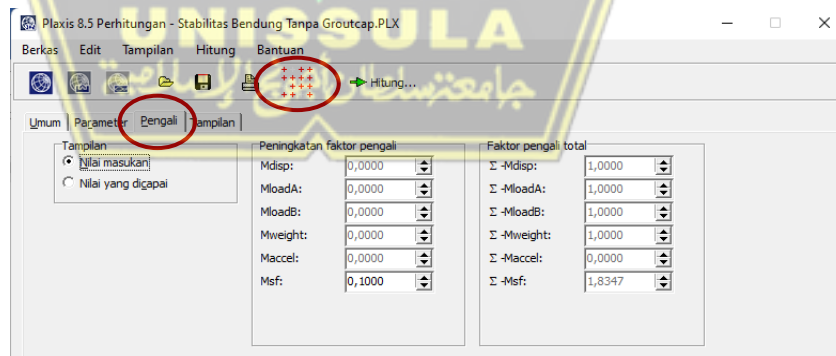 Plaxis 8.5 Perhitungan - Stabilitas Bendung Tanpa Groutcap.PLX
UNISSULA
Berkas Edit Tampilan Hitung Bantuan
Hitung...
جامعننسلطان أجونج الإسلامية
Umum Parameter Pengali Tampilan
Tampilan
Nilai masukan
Nilai yang dicapai
Peningkatan faktor pengali
Mdisp: 0,0000
MloadA: 0,0000
MloadB: 0,0000
Mweight: 0,0000
Maccel: 0,0000
Msf: 0,1000
Faktor pengali total
Σ -Mdisp: 1,0000
Σ -MloadA: 1,0000
Σ -MloadB: 1,0000
Σ -Mweight: 1,0000
Σ -Maccel: 0,0000
Σ -Msf: 1,8347